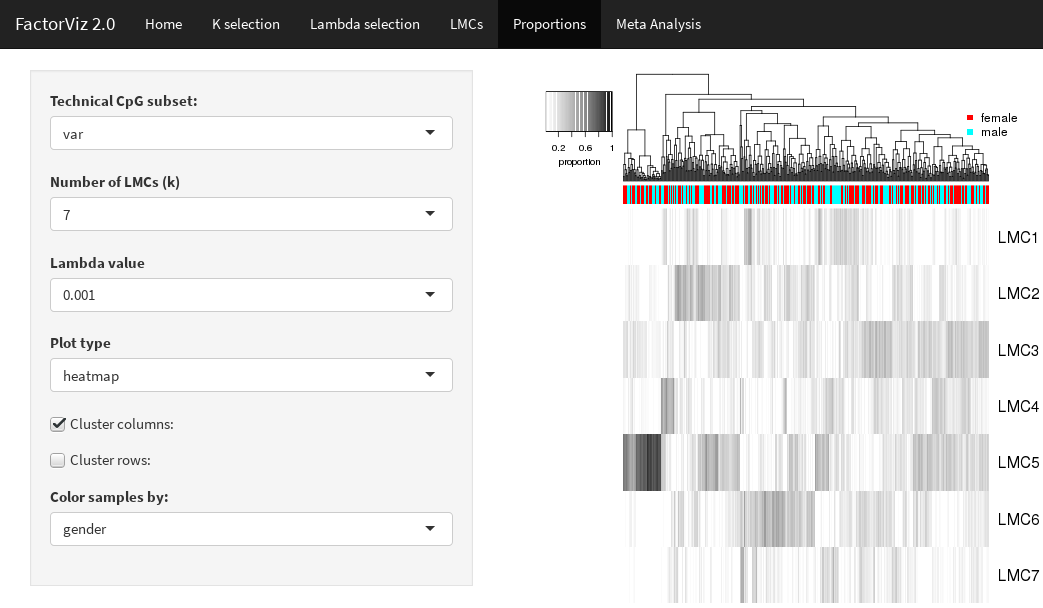 FactorViz 2.0 Home K selection Lambda selection LMCs Proportions Meta Analysis
Technical CpG subset:
var
Number of LMCs (k)
7
Lambda value
0.001
Plot type
heatmap
Cluster columns:
Cluster rows:
Color samples by:
gender
0.2 0.6 1
proportion
female
male
LMC1
LMC2
LMC3
LMC4
LMC5
LMC6
LMC7